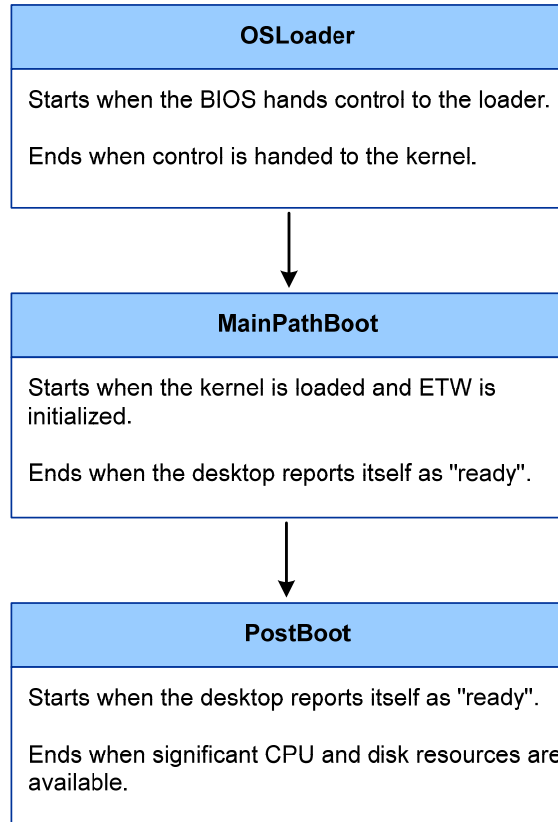 OSLoader
Starts when the BIOS hands control to the loader.
Ends when control is handed to the kernel.
MainPathBoot
Starts when the kernel is loaded and ETW is
initialized.
Ends when the desktop reports itself as "ready".
PostBoot
Starts when the desktop reports itself as "ready".
Ends when significant CPU and disk resources are
available.